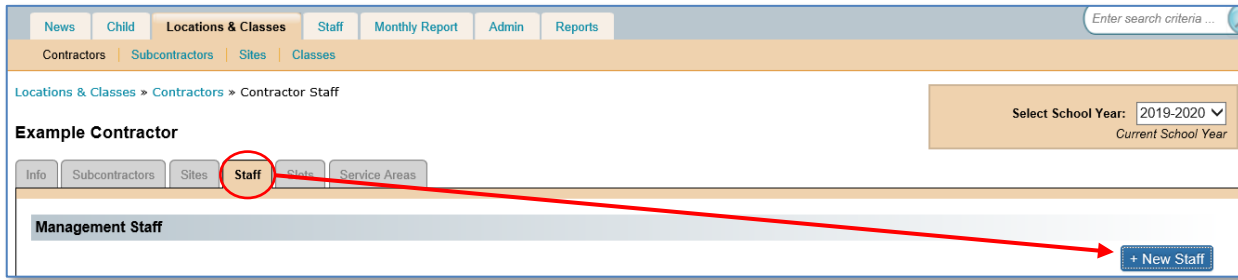 News Child Locations & Classes Staff Monthly Report Admin Reports Enter search criteria ...
Contractors Subcontractors Sites Classes
Locations & Classes » Contractors » Contractor Staff
Select School Year: 2019-2020
Current School Year
Example Contractor
Info Subcontractors Sites Staff Slots Service Areas
Management Staff
+ New Staff